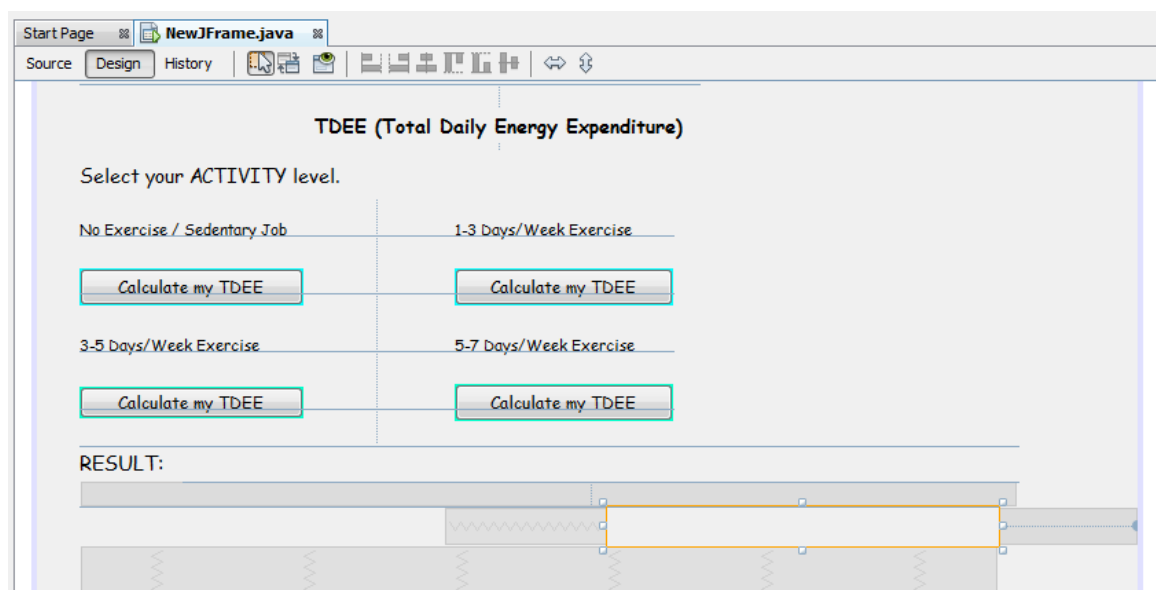 Start Page NewJFrame.java
Source Design History
TDEE (Total Daily Energy Expenditure)
Select your ACTIVITY level.
No Exercise / Sedentary Job 1-3 Days/Week Exercise
Calculate my TDEE Calculate my TDEE
3-5 Days/Week Exercise 5-7 Days/Week Exercise
Calculate my TDEE Calculate my TDEE
RESULT: